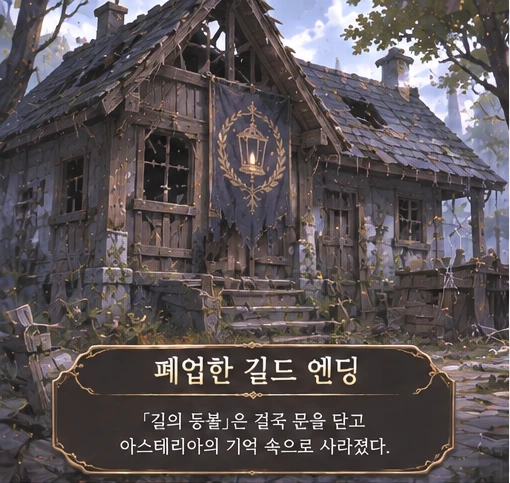 폐업한 길드 엔딩
「길의 등불」은 결국 문을 닫고
아스테리아의 기억 속으로 사라졌다.